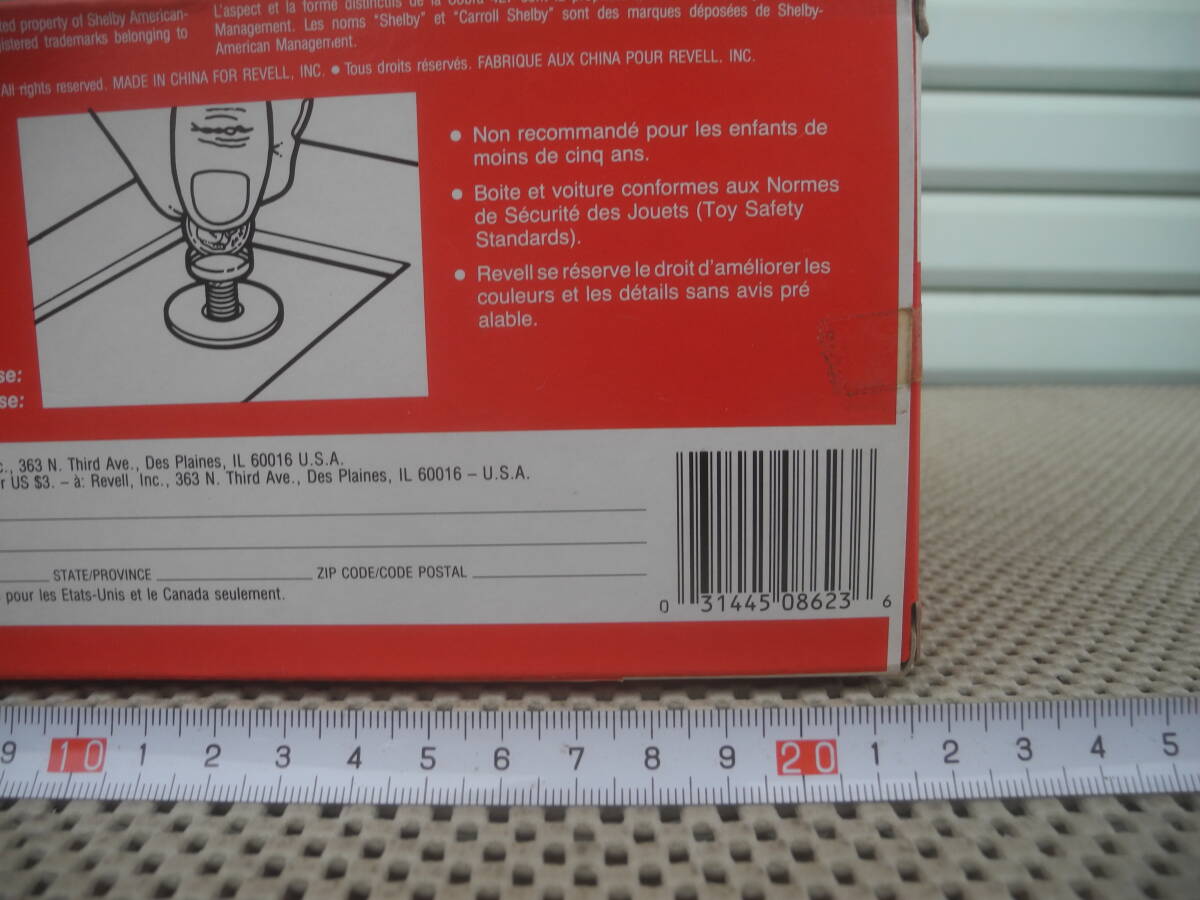 ted property of Shelby American-
istered trademarks belonging to
L'aspect et la forme distinctifs de la Cobra 427
Management. Les noms "Shelby" et "Carroll Shelby" sont des marques déposées de Shelby-
American Management.
All rights reserved. MADE IN CHINA FOR REVELL, INC. ● Tous droits réservés. FABRIQUE AUX CHINA POUR REVELL, INC.
● Non recommandé pour les enfants de
moins de cinq ans.
● Boite et voiture conformes aux Normes
de Sécurité des Jouets (Toy Safety
Standards).
● Revell se réserve le droit d'améliorer les
couleurs et les détails sans avis pré
alable.
se:
se:
c., 363 N. Third Ave., Des Plaines, IL 60016 U.S.A.
r US $3. – à: Revell, Inc., 363 N. Third Ave., Des Plaines, IL 60016 – U.S.A.
STATE/PROVINCE ZIP CODE/CODE POSTAL
pour les Etats-Unis et le Canada seulement.
0 31445 08623 6
9 10 1 2 3 4 5 6 7 8 9 20 1 2 3 4 5